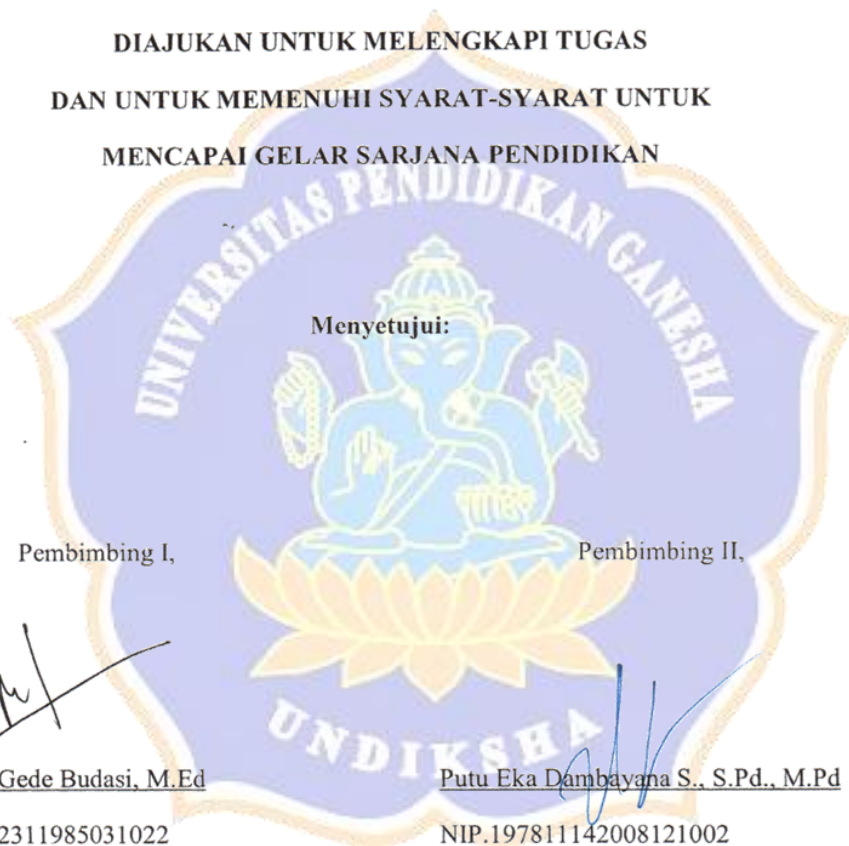 DIAJUKAN UNTUK MELENGKAPI TUGAS
DAN UNTUK MEMENUHI SYARAT-SYARAT UNTUK
MENCAPAI GELAR SARJANA PENDIDIKAN
UNIVERSITAS PENDIDIKAN GANESHA
Menyetujui:
Pembimbing I,
Pembimbing II,
UNDIKSHA
Gede Budasi, M.Ed
Putu Eka Dambayana S., S.Pd., M.Pd
2311985031022
NIP.197811142008121002